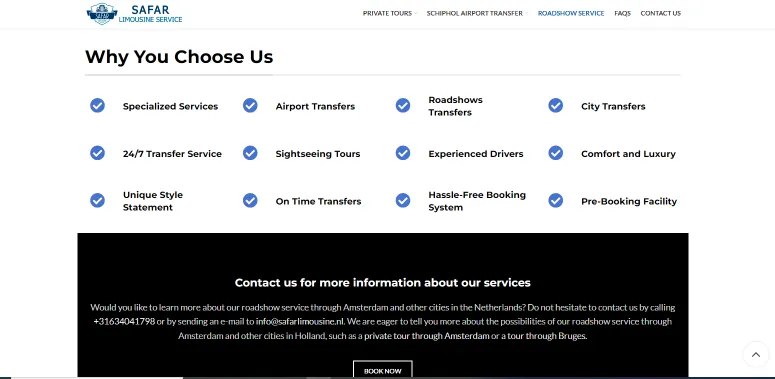 SAFAR
LIMOUSINE SERVICE
PRIVATE TOURS SCHIPHOL AIRPORT TRANSFER ROADSHOW SERVICE FAQS CONTACT US
Why You Choose Us
Specialized Services
Airport Transfers
Roadshows
Transfers
City Transfers
24/7 Transfer Service
Sightseeing Tours
Experienced Drivers
Comfort and Luxury
Unique Style
Statement
On Time Transfers
Hassle-Free Booking
System
Pre-Booking Facility
Contact us for more information about our services
Would you like to learn more about our roadshow service through Amsterdam and other cities in the Netherlands? Do not hesitate to contact us by calling
+31634041798 or by sending an e-mail to info@safarlimousine.nl. We are eager to tell you more about the possibilities of our roadshow service through
Amsterdam and other cities in Holland, such as a private tour through Amsterdam or a tour through Bruges.
BOOK NOW